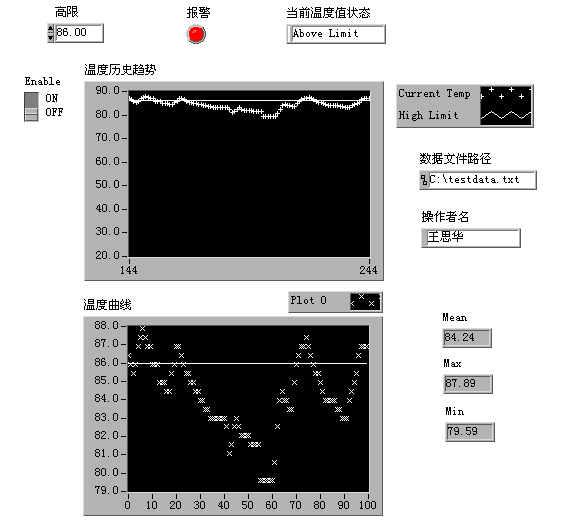 高限
报警
当前温度值状态
86.00
Above Limit
温度历史趋势
Enable
ON
OFF
90.0
80.0
70.0
60.0
50.0
40.0
30.0
20.0
144
244
Current Temp
High Limit
数据文件路径
C:\testdata.txt
操作者名
王思华
温度曲线
Plot 0
88.0
87.0
86.0
85.0
84.0
83.0
82.0
81.0
80.0
79.0
0 10 20 30 40 50 60 70 80 90 100
Mean
84.24
Max
87.89
Min
79.59